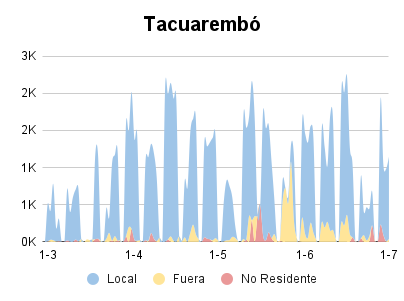 Tacuarembó
3K
2K
2K
1K
1K
0K
1-3 1-4 1-5 1-6 1-7
Local Fuera No Residente